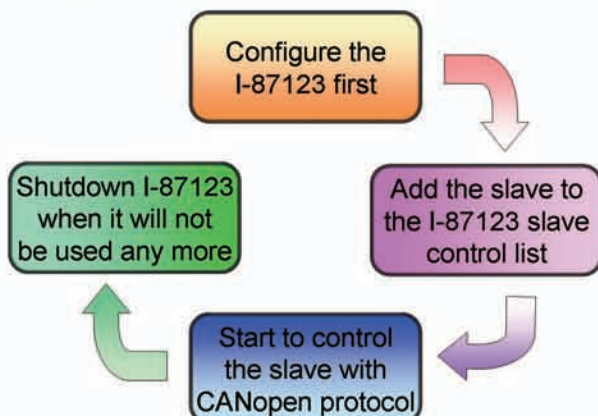 Configure the
I-87123 first
Add the slave to
the I-87123 slave
control list
Start to control
the slave with
CANopen protocol
Shutdown I-87123
when it will not
be used any more